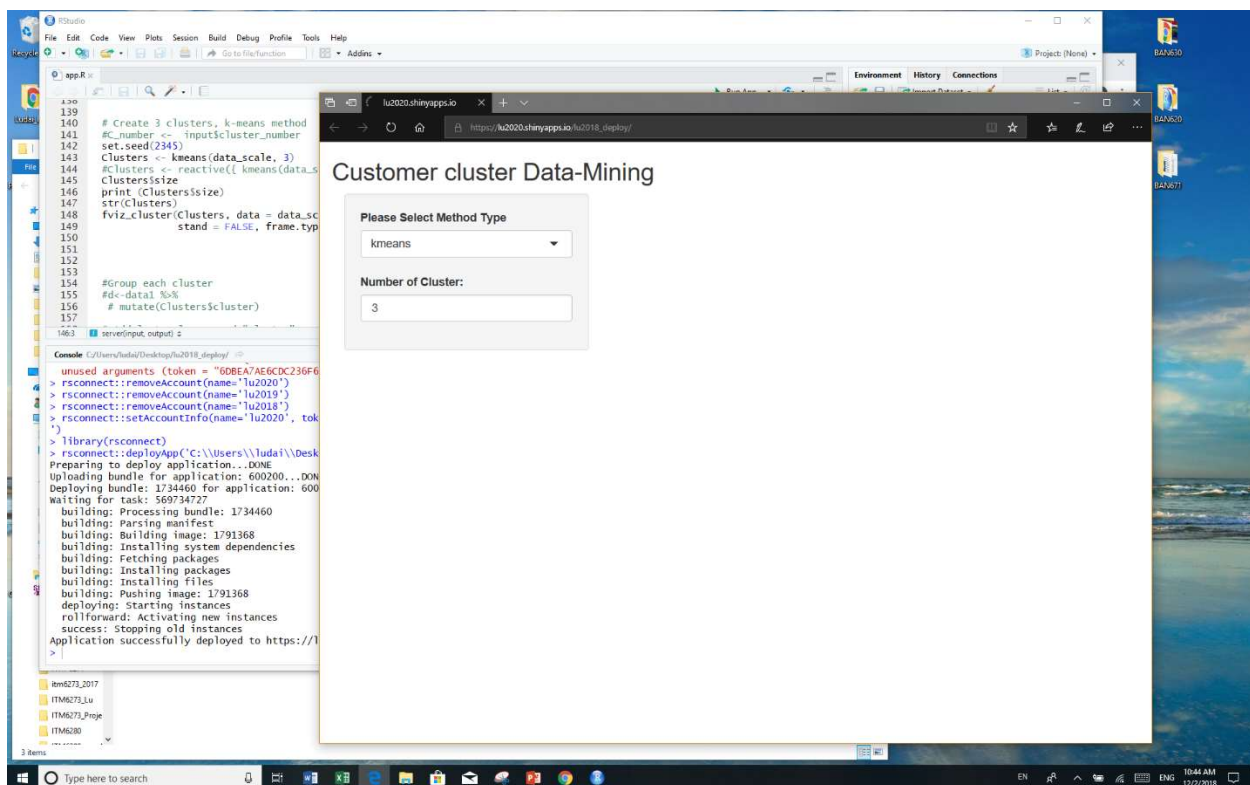 RStudio
File Edit Code View Plots Session Build Debug Profile Tools Help
Go to file/function
Addins
Project: (None)
app.R
Environment History Connections
139
140 # Create 3 clusters, k-means method
141 #C_number <- input$cluster_number
142 set.seed(2345)
143 Clusters <- kmeans(data_scale, 3)
144 #Clusters <- reactive({ kmeans(data_s
145 Clusters$size
146 print (Clusters$size)
147 str(Clusters)
148 fviz_cluster(Clusters, data = data_sc
149 stand = FALSE, frame.typ
150
151
152
153
154 #Group each cluster
155 #d<-data1 %>%
156 # mutate(Clusters$cluster)
157
146:3 server(input, output)
Console C:/Users/ludai/Desktop/lu2018_deploy/
unused arguments (token = "6DBEA7AE6CDC236F6
> rsconnect::removeAccount(name='lu2020')
> rsconnect::removeAccount(name='lu2019')
> rsconnect::removeAccount(name='lu2018')
> rsconnect::setAccountInfo(name='lu2020', tok
')
> library(rsconnect)
> rsconnect::deployApp('C:\\Users\\ludai\\Desk
Preparing to deploy application...DONE
Uploading bundle for application: 600200...DON
Deploying bundle: 1734460 for application: 600
Waiting for task: 569734727
building: Processing bundle: 1734460
building: Parsing manifest
building: Building image: 1791368
building: Installing system dependencies
building: Fetching packages
building: Installing packages
building: Installing files
building: Pushing image: 1791368
deploying: Starting instances
rollforward: Activating new instances
success: Stopping old instances
Application successfully deployed to https://l
>
lu2020.shinyapps.io
https://lu2020.shinyapps.io/lu2018_deploy/
Customer cluster Data-Mining
Please Select Method Type
kmeans
Number of Cluster:
3
File
itm6273_2017
ITM6273_Lu
ITM6273_Proje
ITM6280
3 items
BAN630
BAN620
BAN671
Type here to search
EN
ENG
10:44 AM
12/2/2018